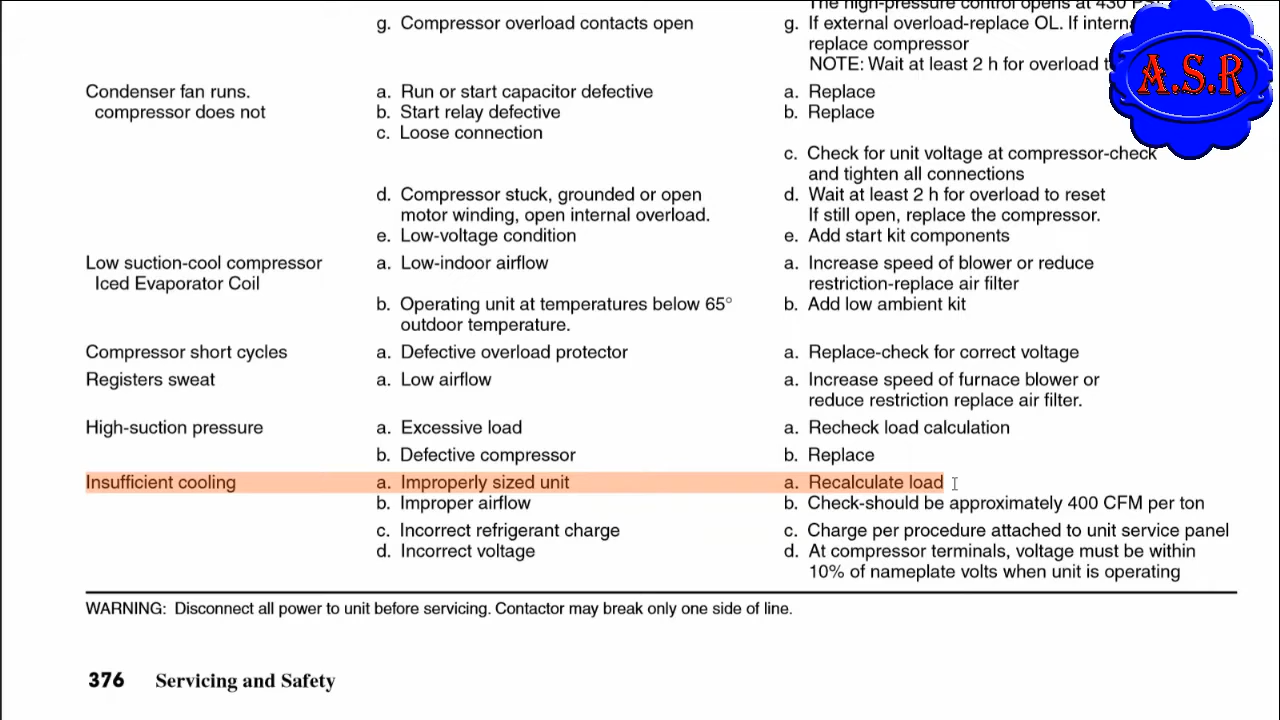 The high-pressure control opens at 430
g. Compressor overload contacts open g. If external overload-replace OL. If
replace compressor
NOTE: Wait at least 2 h for overload
Condenser fan runs. a. Run or start capacitor defective a. Replace
compressor does not b. Start relay defective b. Replace
c. Loose connection
c. Check for unit voltage at compressor-check
and tighten all connections
d. Compressor stuck, grounded or open d. Wait at least 2 h for overload to reset
motor winding, open internal overload. If still open, replace the compressor.
e. Low-voltage condition e. Add start kit components
Low suction-cool compressor a. Low-indoor airflow a. Increase speed of blower or reduce
Iced Evaporator Coil restriction-replace air filter
b. Operating unit at temperatures below 65° b. Add low ambient kit
outdoor temperature.
Compressor short cycles a. Defective overload protector a. Replace-check for correct voltage
Registers sweat a. Low airflow a. Increase speed of furnace blower or
reduce restriction replace air filter.
High-suction pressure a. Excessive load a. Recheck load calculation
b. Defective compressor b. Replace
Insufficient cooling a. Improperly sized unit a. Recalculate load
b. Improper airflow b. Check-should be approximately 400 CFM per ton
c. Incorrect refrigerant charge c. Charge per procedure attached to unit service panel
d. Incorrect voltage d. At compressor terminals, voltage must be within
10% of nameplate volts when unit is operating
WARNING: Disconnect all power to unit before servicing. Contactor may break only one side of line.
376 Servicing and Safety
A.S.R